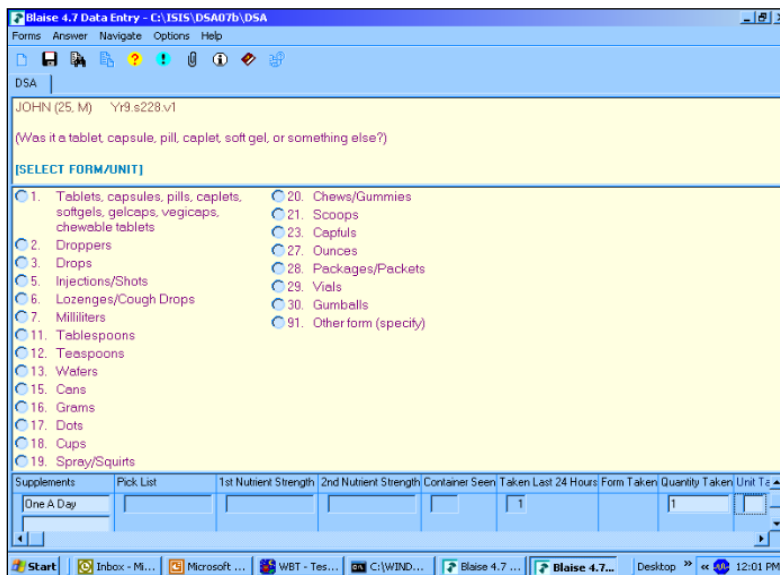 Blaise 4.7 Data Entry - C:\ISIS\DSA07b\DSA
Forms Answer Navigate Options Help
DSA
JOHN (25, M) Yr9.s228.v1
(Was it a tablet, capsule, pill, caplet, soft gel, or something else?)
[SELECT FORM/UNIT]
1. Tablets, capsules, pills, caplets,
softgels, gelcaps, vegicaps,
chewable tablets
2. Droppers
3. Drops
5. Injections/Shots
6. Lozenges/Cough Drops
7. Milliliters
11. Tablespoons
12. Teaspoons
13. Wafers
15. Cans
16. Grams
17. Dots
18. Cups
19. Spray/Squirts
20. Chews/Gummies
21. Scoops
23. Capfuls
27. Ounces
28. Packages/Packets
29. Vials
30. Gumballs
91. Other form (specify)
Supplements Pick List 1st Nutrient Strength 2nd Nutrient Strength Container Seen Taken Last 24 Hours Form Taken Quantity Taken Unit Ta
One A Day 1 1
Start Inbox - Mi... Microsoft ... WBT - Tes... C:\WIND... Blaise 4.7 ... Blaise 4.7... Desktop » « 12:01 PM